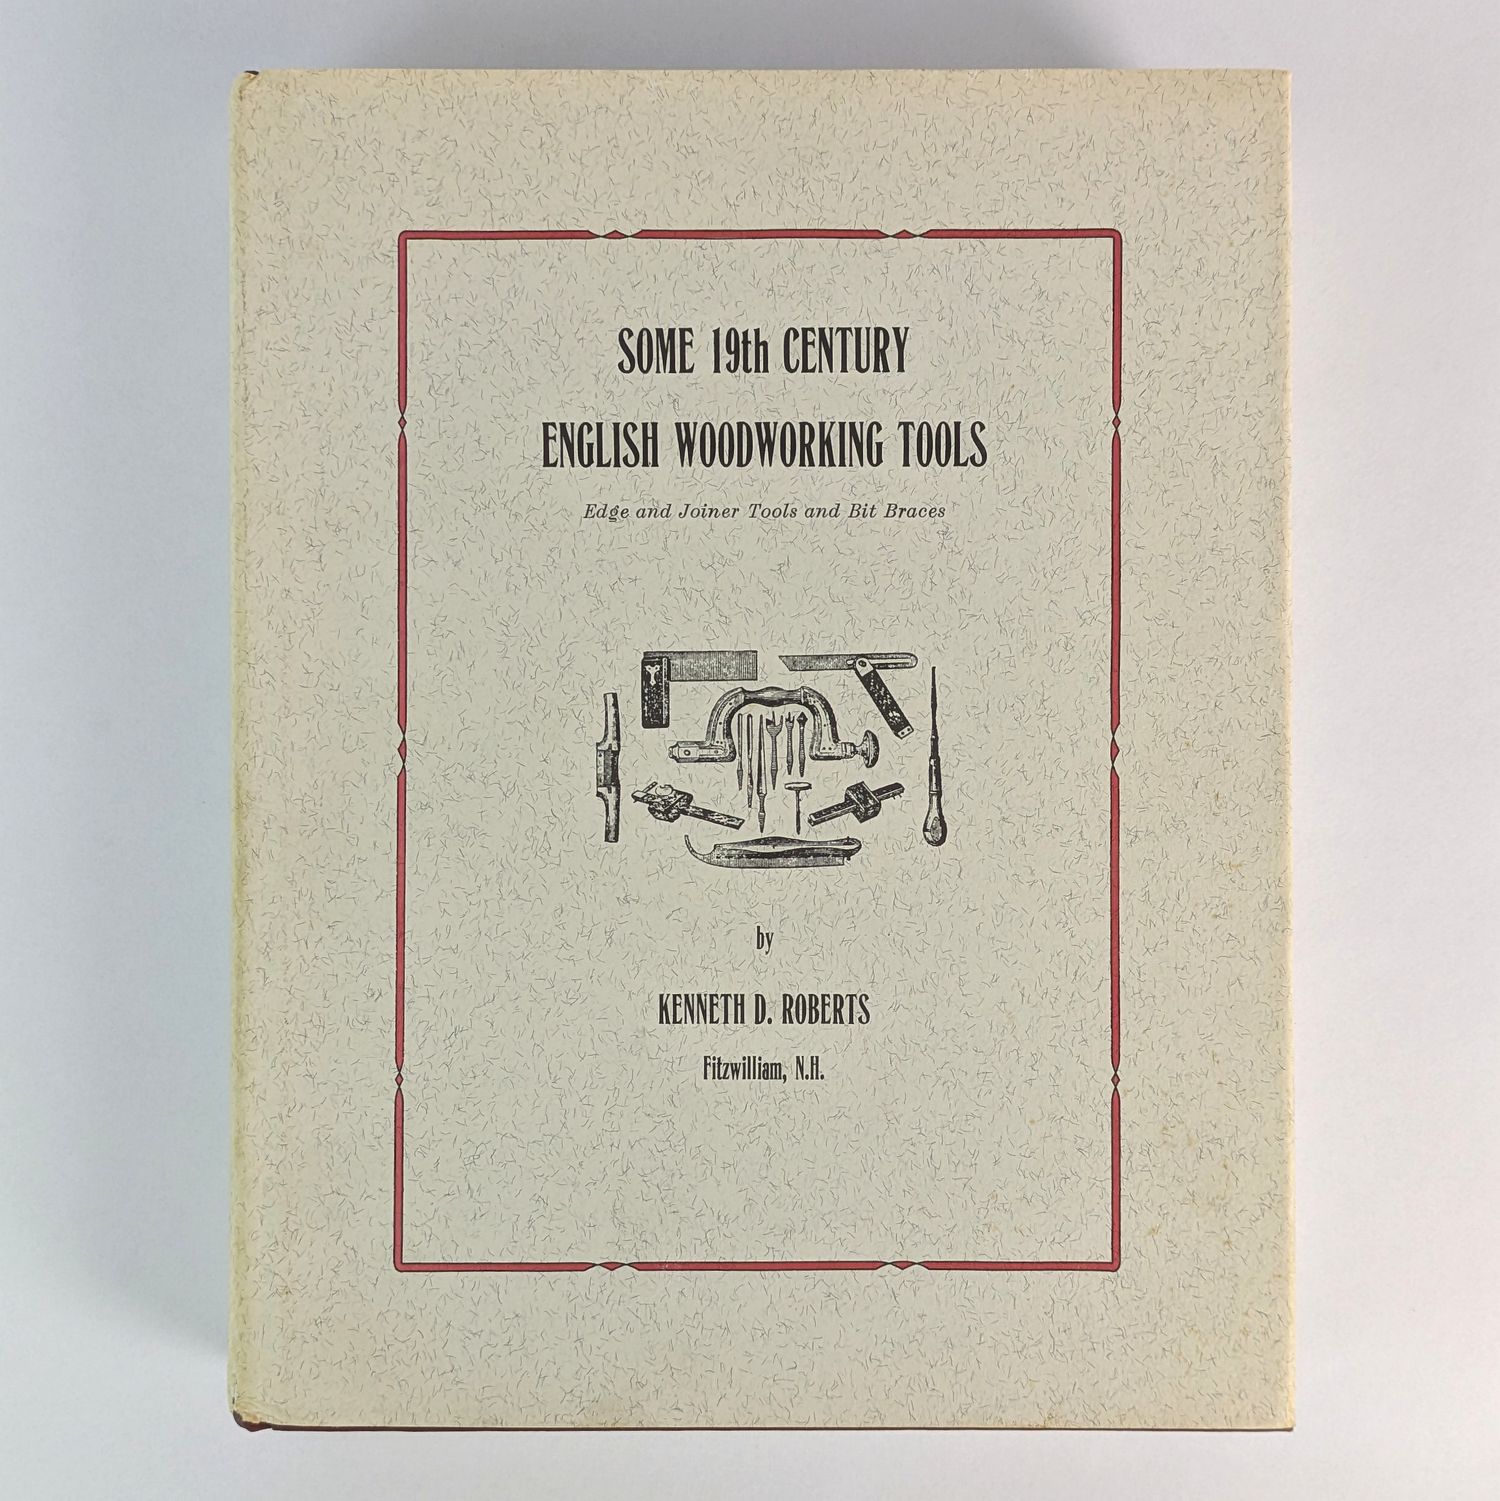 SOME 19th CENTURY
ENGLISH WOODWORKING TOOLS
Edge and Joiner Tools and Bit Braces
by
KENNETH D. ROBERTS
Fitzwilliam, N.H.